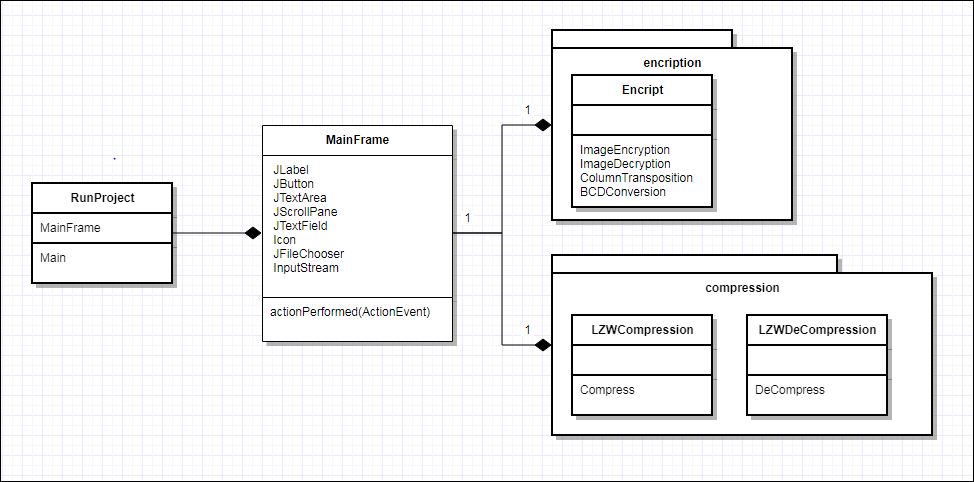 RunProject
MainFrame
Main
MainFrame
JLabel
JButton
JTextArea
JScrollPane
JTextField
Icon
JFileChooser
InputStream
actionPerformed(ActionEvent)
1
1
encription
Encript
ImageEncryption
ImageDecryption
ColumnTransposition
BCDConversion
1
compression
LZWCompression
Compress
LZWDeCompression
DeCompress